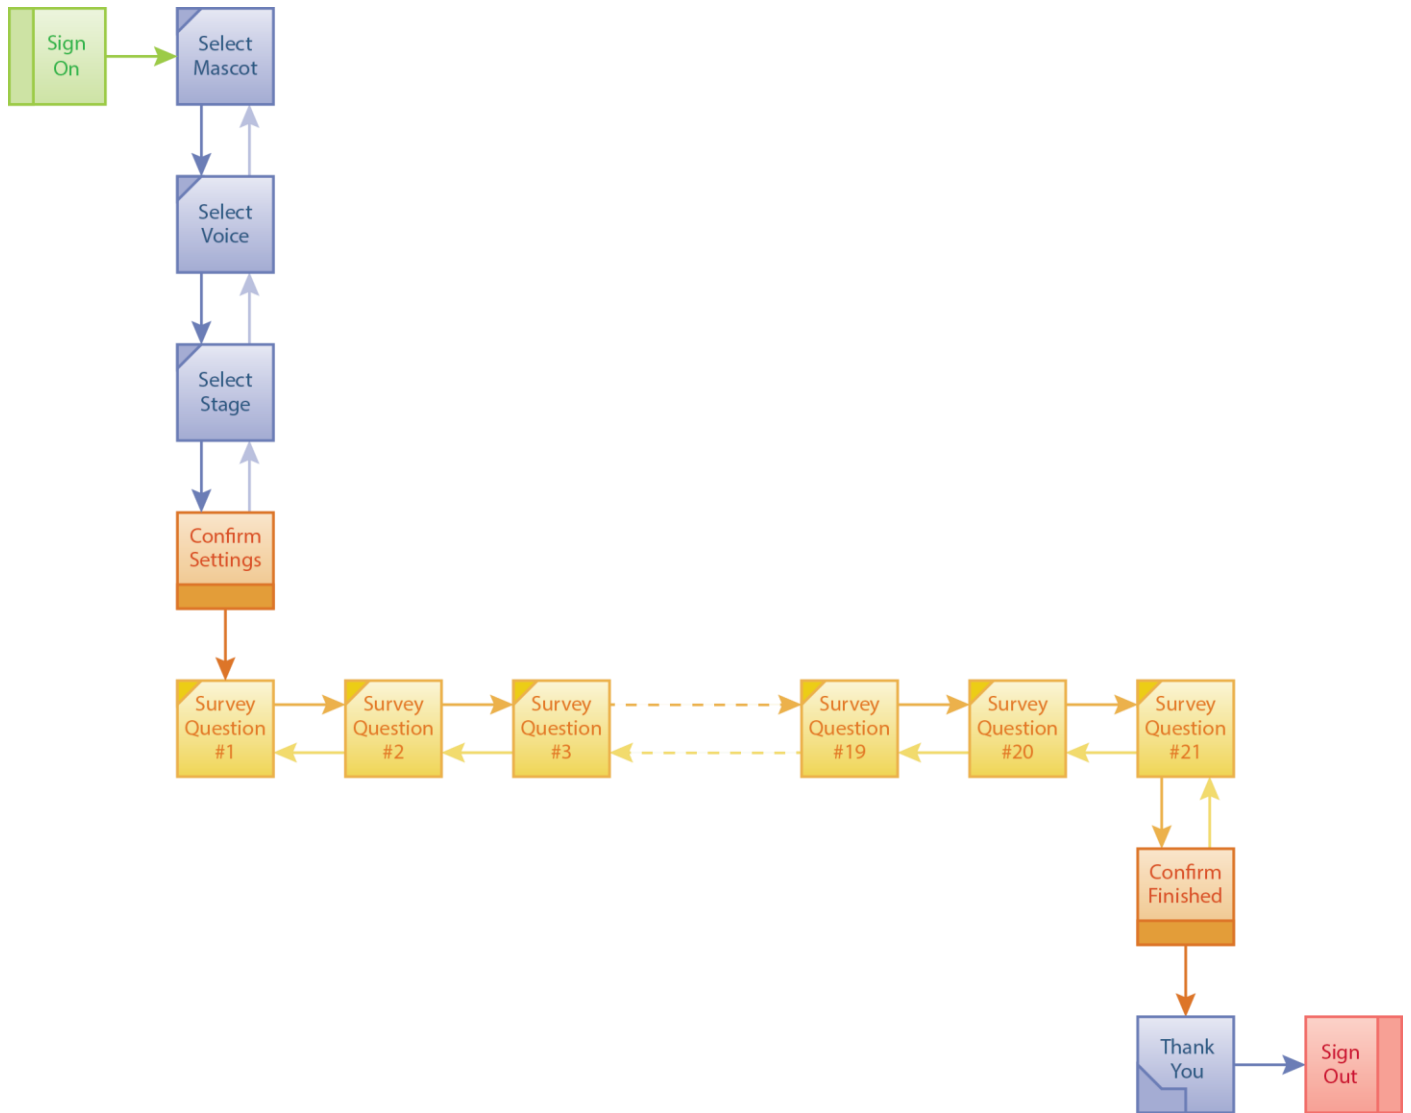 Sign
On
Select
Mascot
Select
Voice
Select
Stage
Confirm
Settings
Survey
Question
#1
Survey
Question
#2
Survey
Question
#3
Survey
Question
#19
Survey
Question
#20
Survey
Question
#21
Confirm
Finished
Thank
You
Sign
Out